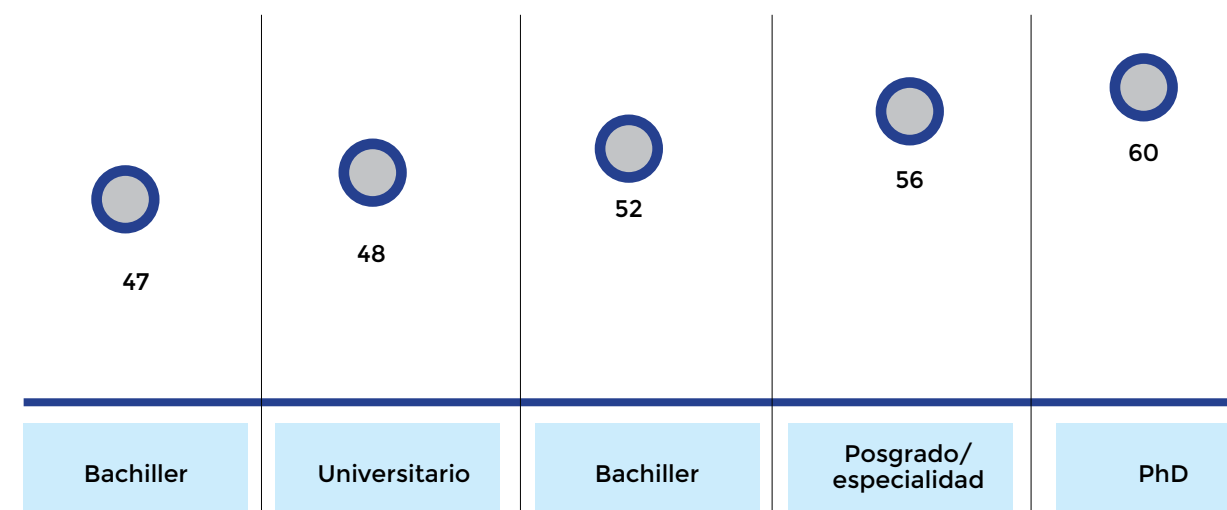 60
56
52
48
47
Bachiller
Universitario
Bachiller
Posgrado/
especialidad
PhD